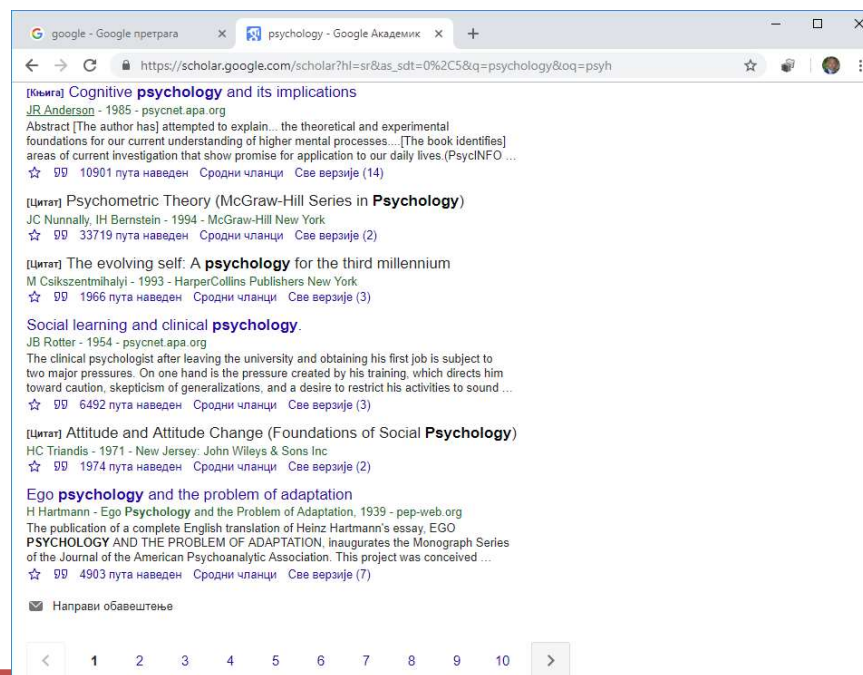 google - Google претрага
psychology - Google Академик
https://scholar.google.com/scholar?hl=sr&as_sdt=0%2C5&q=psychology&oq=psyh
[Књига] Cognitive psychology and its implications
JR Anderson - 1985 - psycnet.apa.org
Abstract [The author has] attempted to explain... the theoretical and experimental
foundations for our current understanding of higher mental processes....[The book identifies]
areas of current investigation that show promise for application to our daily lives.(PsycINFO ...
10901 пута наведен Сродни чланци Све верзије (14)
[Цитат] Psychometric Theory (McGraw-Hill Series in Psychology)
JC Nunnally, IH Bernstein - 1994 - McGraw-Hill New York
33719 пута наведен Сродни чланци Све верзије (2)
[Цитат] The evolving self: A psychology for the third millennium
M Csikszentmihalyi - 1993 - HarperCollins Publishers New York
1966 пута наведен Сродни чланци Све верзије (3)
Social learning and clinical psychology.
JB Rotter - 1954 - psycnet.apa.org
The clinical psychologist after leaving the university and obtaining his first job is subject to
two major pressures. On one hand is the pressure created by his training, which directs him
toward caution, skepticism of generalizations, and a desire to restrict his activities to sound ...
6492 пута наведен Сродни чланци Све верзије (3)
[Цитат] Attitude and Attitude Change (Foundations of Social Psychology)
HC Triandis - 1971 - New Jersey: John Wileys & Sons Inc
1974 пута наведен Сродни чланци Све верзије (2)
Ego psychology and the problem of adaptation
H Hartmann - Ego Psychology and the Problem of Adaptation, 1939 - pep-web.org
The publication of a complete English translation of Heinz Hartmann's essay, EGO
PSYCHOLOGY AND THE PROBLEM OF ADAPTATION, inaugurates the Monograph Series
of the Journal of the American Psychoanalytic Association. This project was conceived ...
4903 пута наведен Сродни чланци Све верзије (7)
Направи обавештење
1 2 3 4 5 6 7 8 9 10